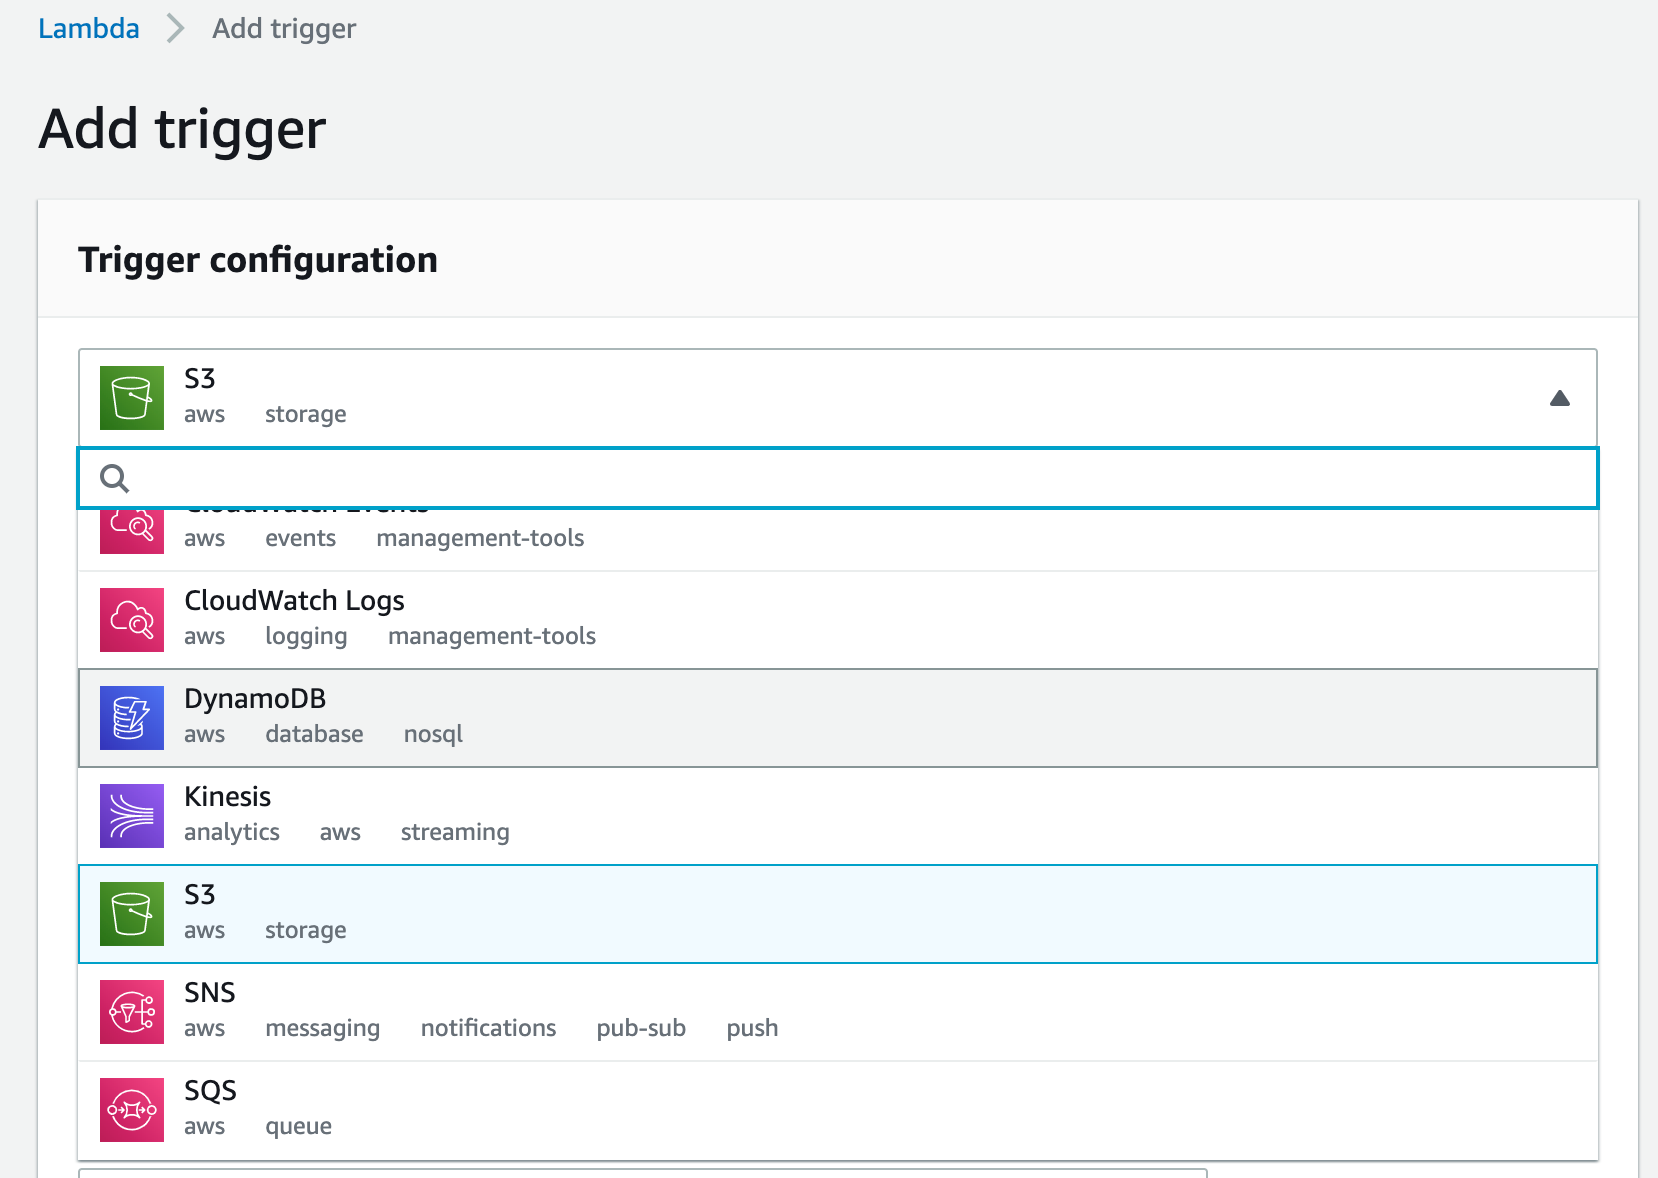 Lambda > Add trigger
Add trigger
Trigger configuration
S3
aws storage
CloudWatch Events
aws events management-tools
CloudWatch Logs
aws logging management-tools
DynamoDB
aws database nosql
Kinesis
analytics aws streaming
S3
aws storage
SNS
aws messaging notifications pub-sub push
SQS
aws queue